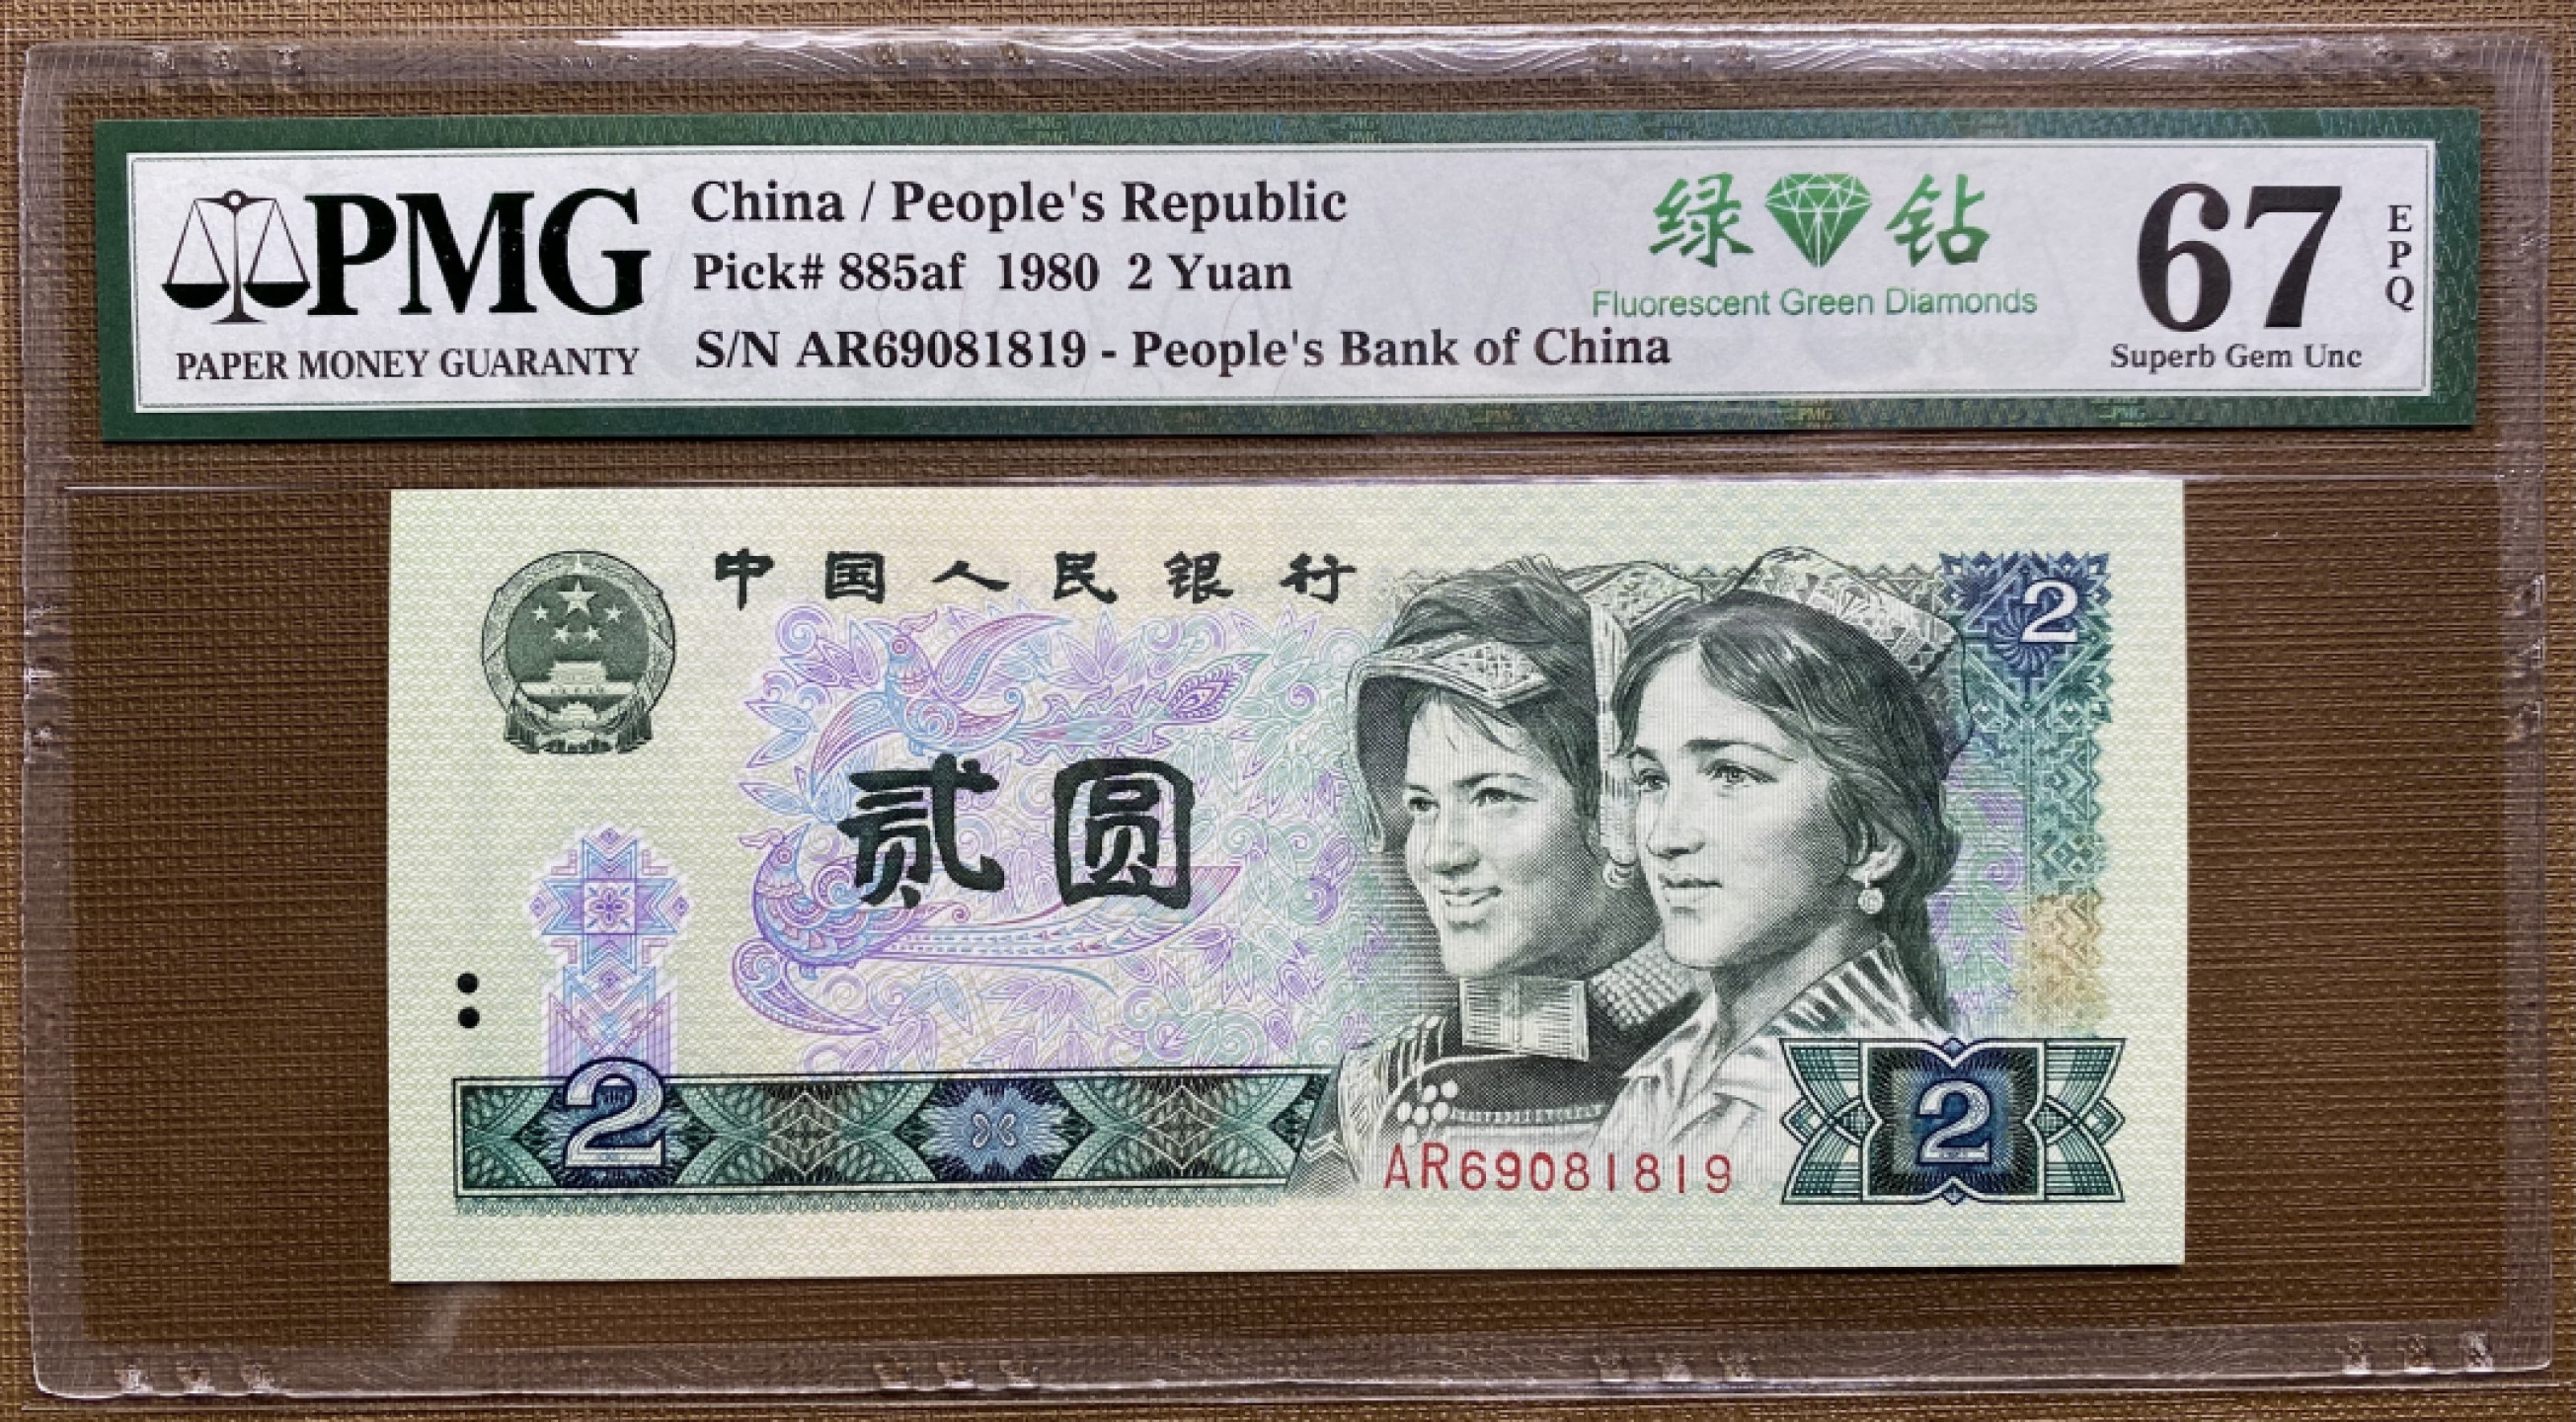 PMG
PAPER MONEY GUARANTY
China / People's Republic
Pick# 885af 1980 2 Yuan
S/N AR69081819 - People's Bank of China
绿钻
Fluorescent Green Diamonds
67
EPQ
Superb Gem Unc
中国人民银行
2
贰圆
2
2
AR69081819